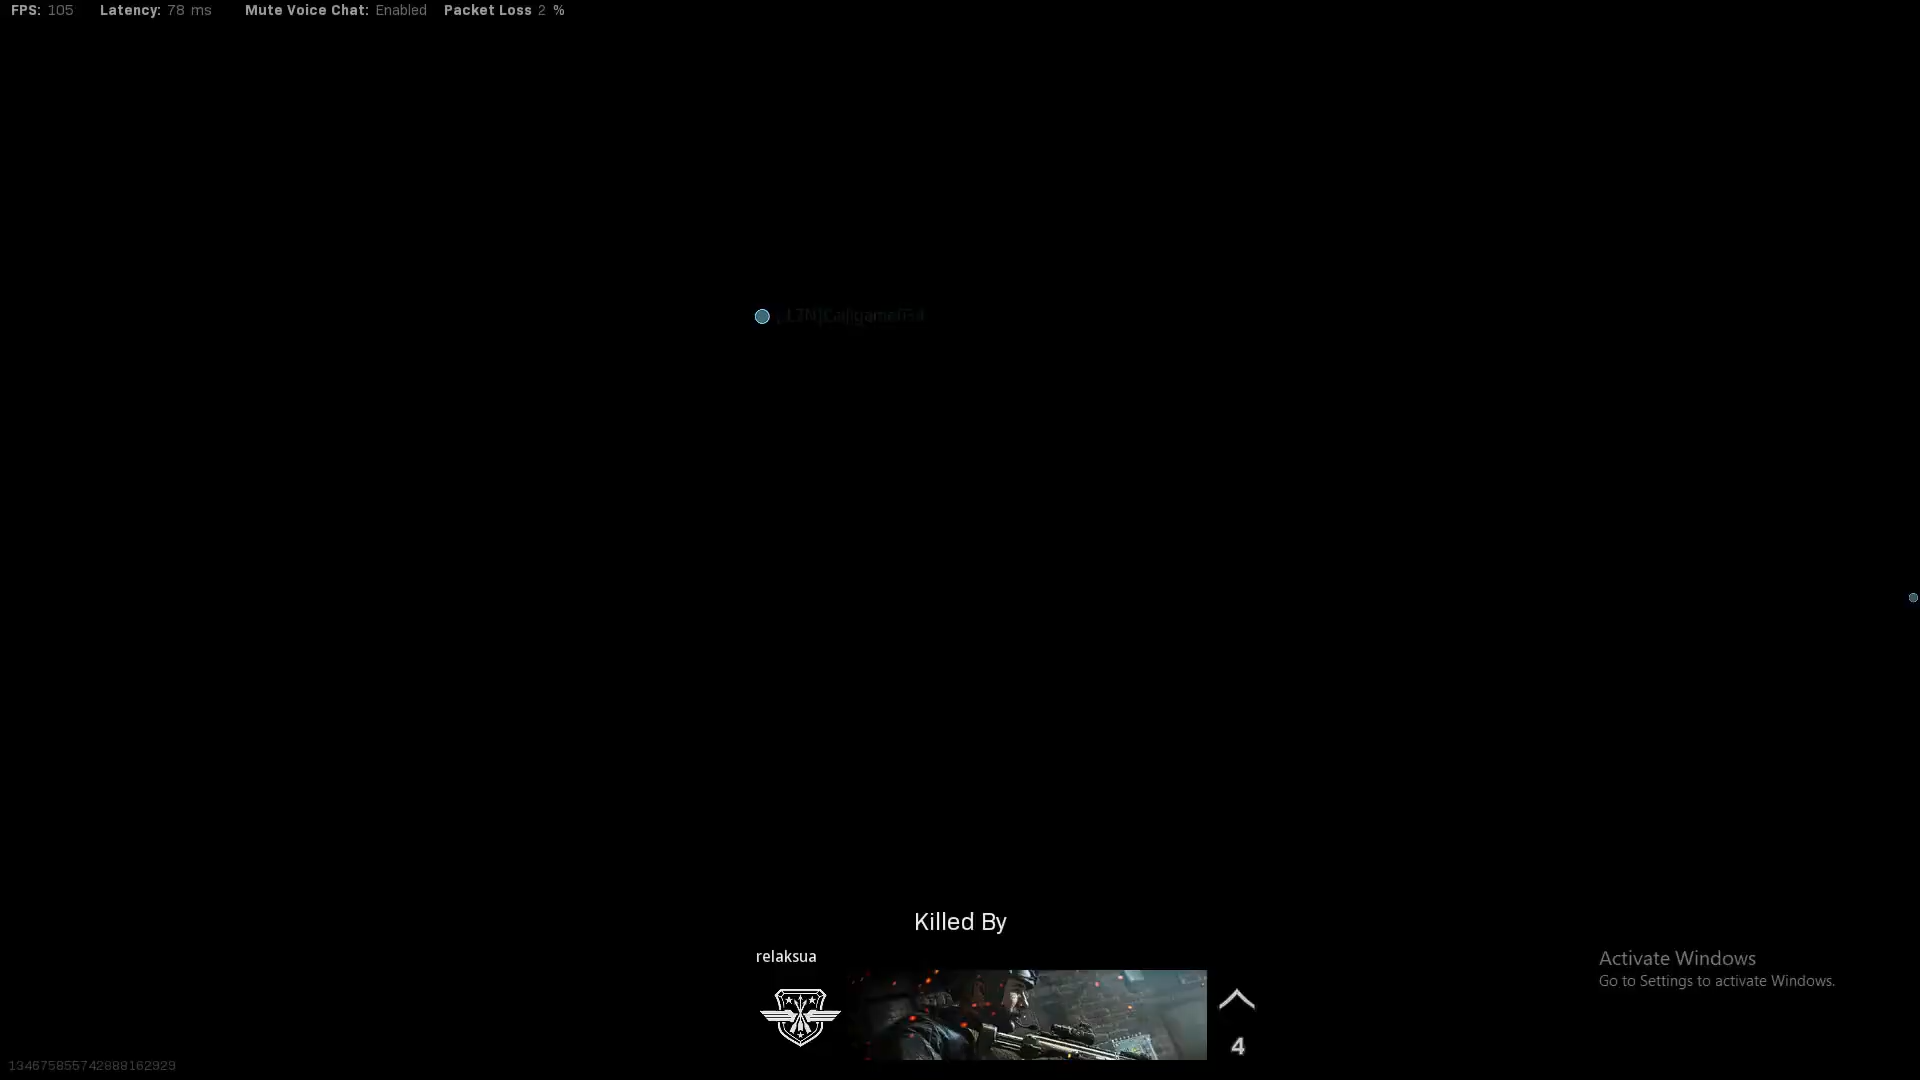 FPS: 105 Latency: 78 ms Mute Voice Chat: Enabled Packet Loss 2 %
Killed By
relaksua
Activate Windows
Go to Settings to activate Windows.
4
134675855742888162929